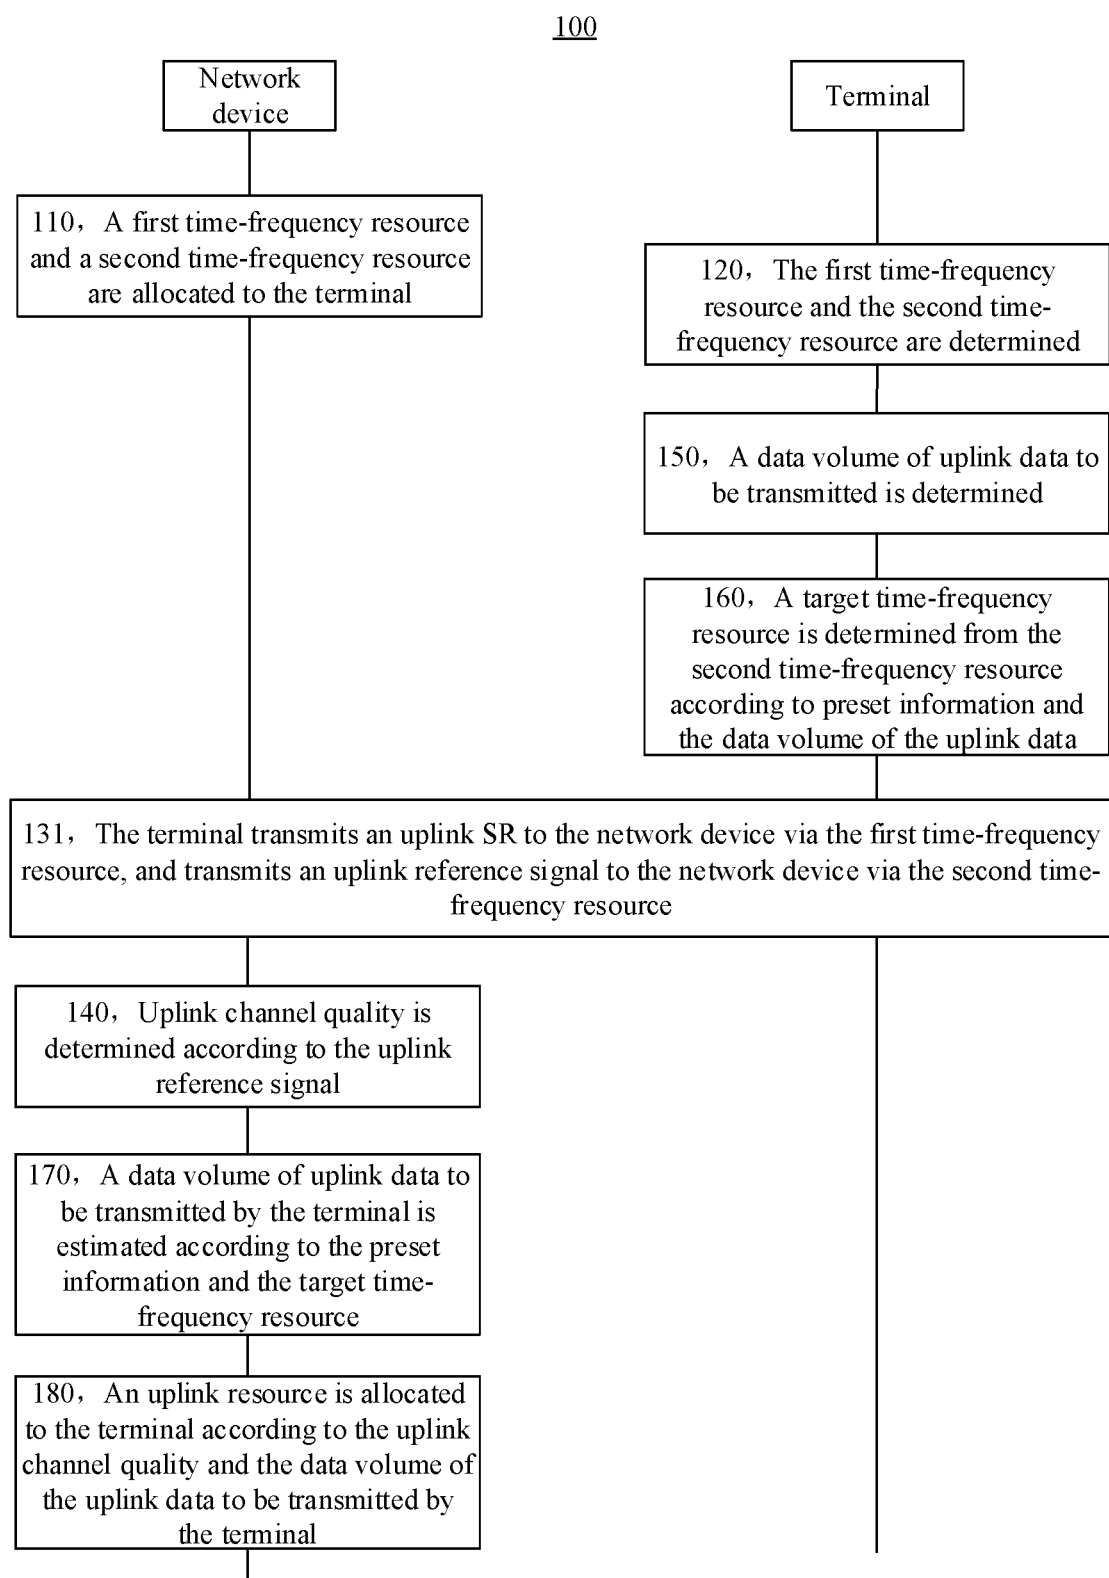 100
Network
device
Terminal
110，A first time-frequency resource
and a second time-frequency resource
are allocated to the terminal
120，The first time-frequency
resource and the second time-
frequency resource are determined
150，A data volume of uplink data to
be transmitted is determined
160，A target time-frequency
resource is determined from the
second time-frequency resource
according to preset information and
the data volume of the uplink data
131，The terminal transmits an uplink SR to the network device via the first time-frequency
resource, and transmits an uplink reference signal to the network device via the second time-
frequency resource
140，Uplink channel quality is
determined according to the uplink
reference signal
170，A data volume of uplink data to
be transmitted by the terminal is
estimated according to the preset
information and the target time-
frequency resource
180，An uplink resource is allocated
to the terminal according to the uplink
channel quality and the data volume of
the uplink data to be transmitted by
the terminal